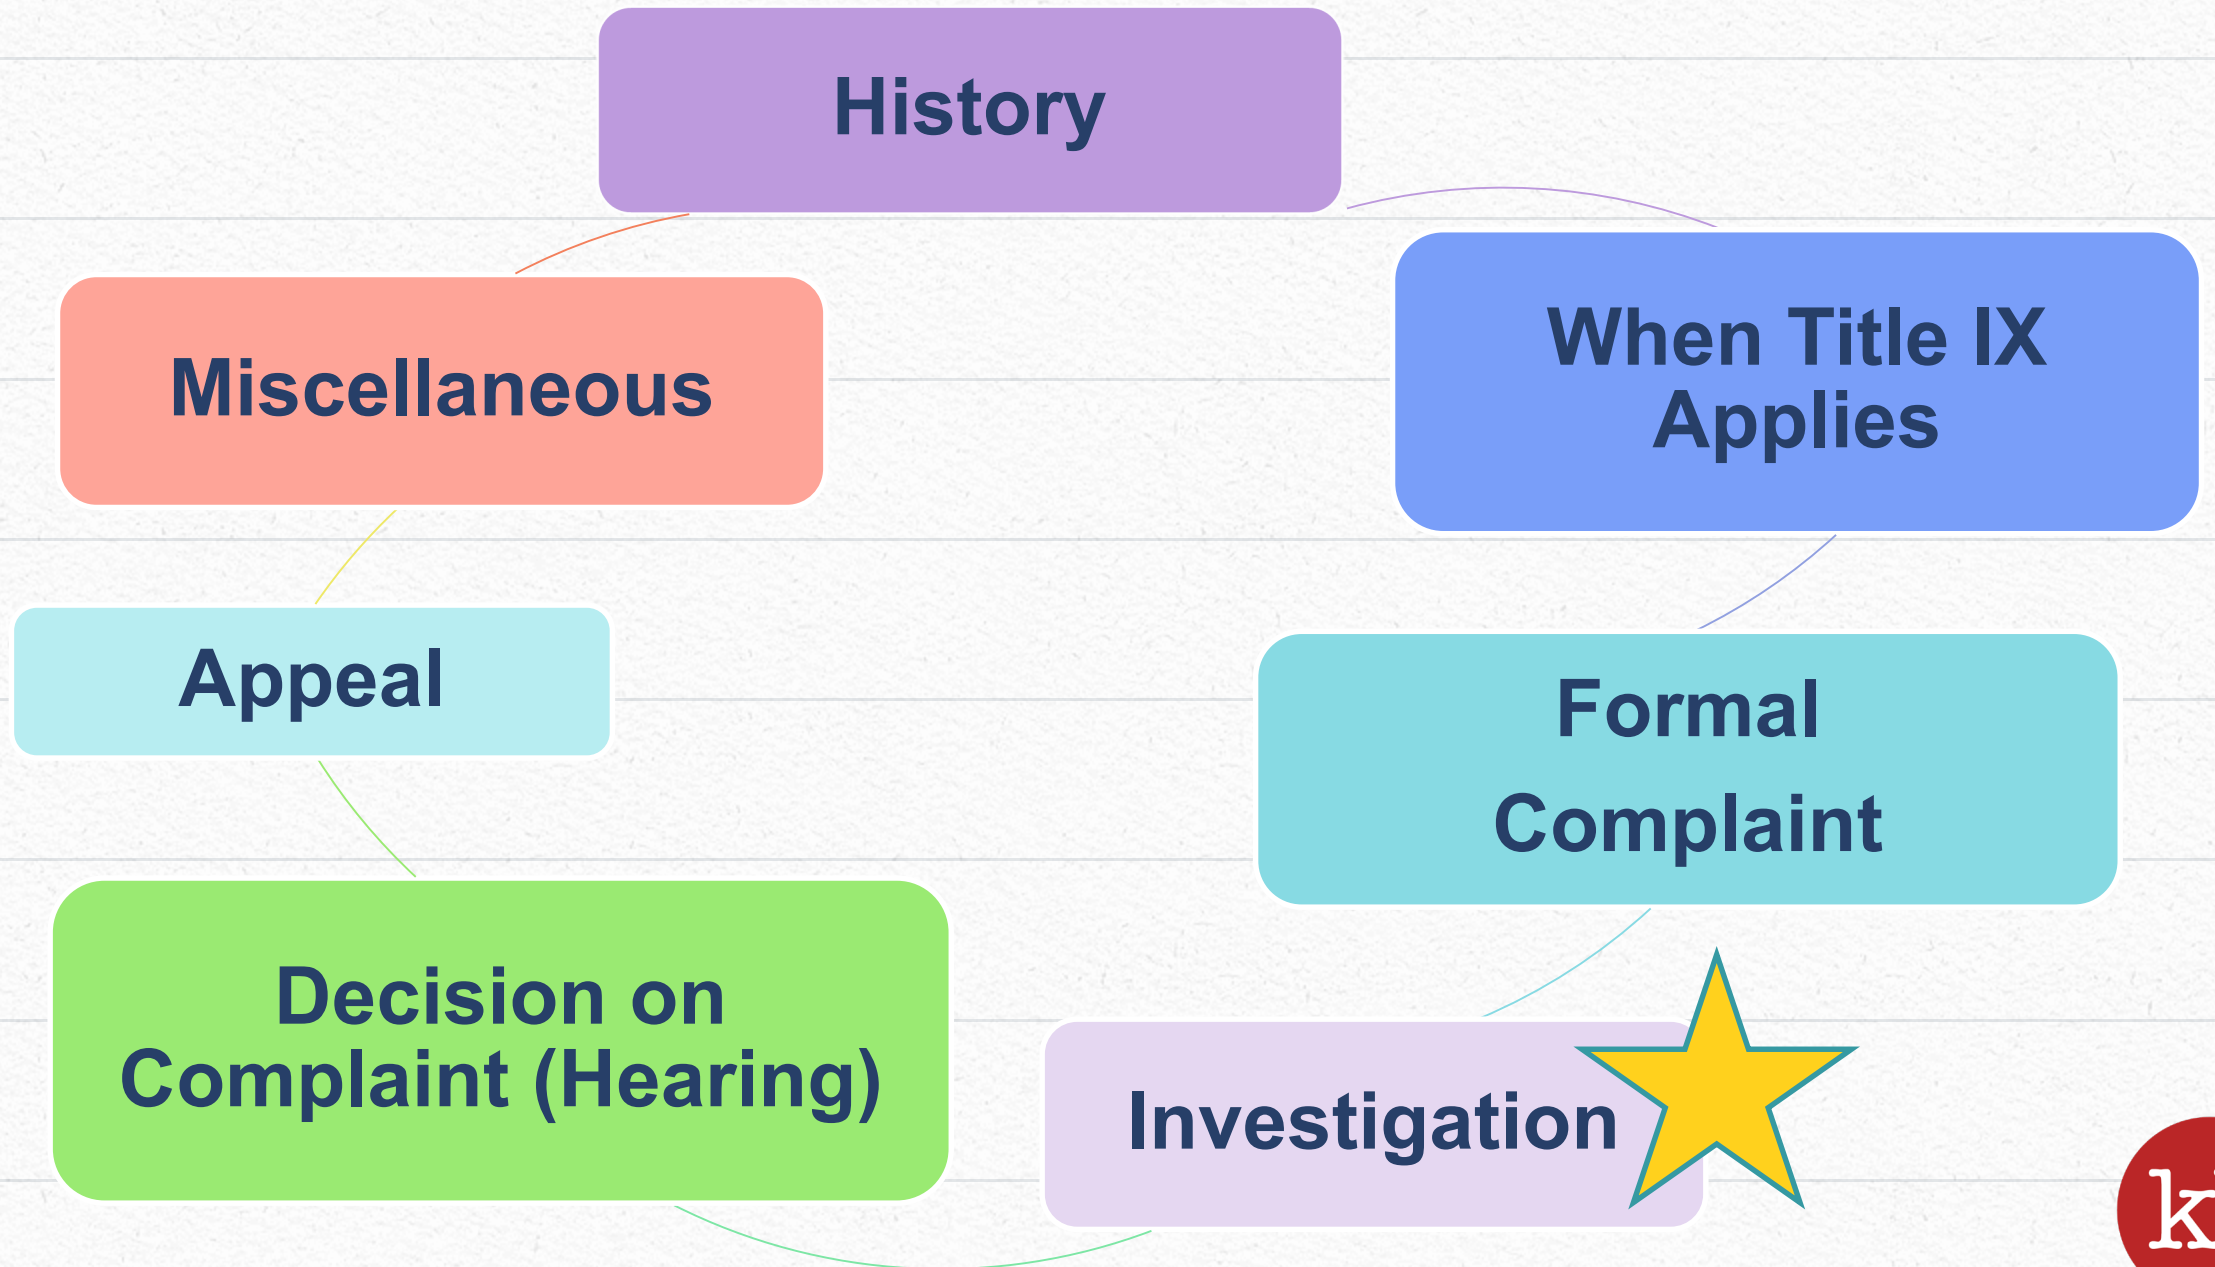 History
When Title IX
Applies
Formal
Complaint
Investigation
Decision on
Complaint (Hearing)
Appeal
Miscellaneous
k